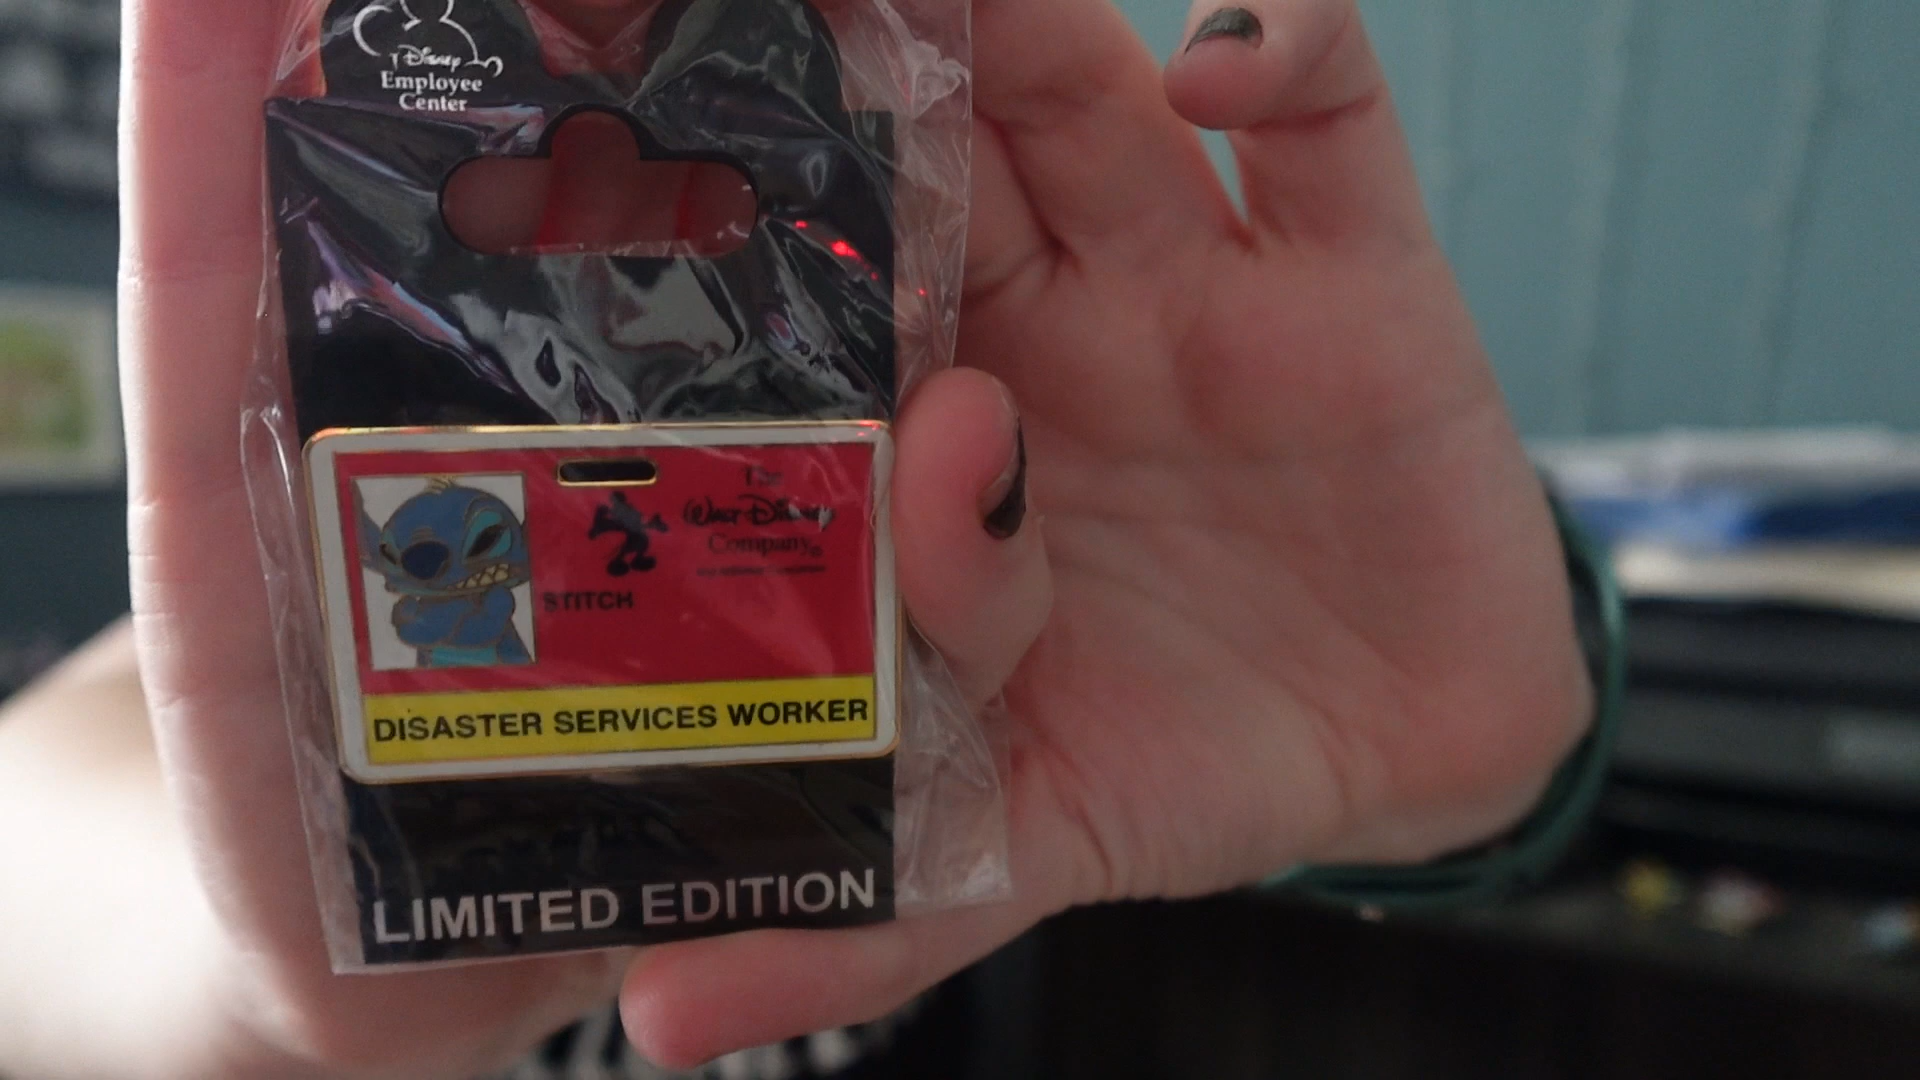 Disney
Employee
Center
The
Walt Disney
Company
STITCH
DISASTER SERVICES WORKER
LIMITED EDITION